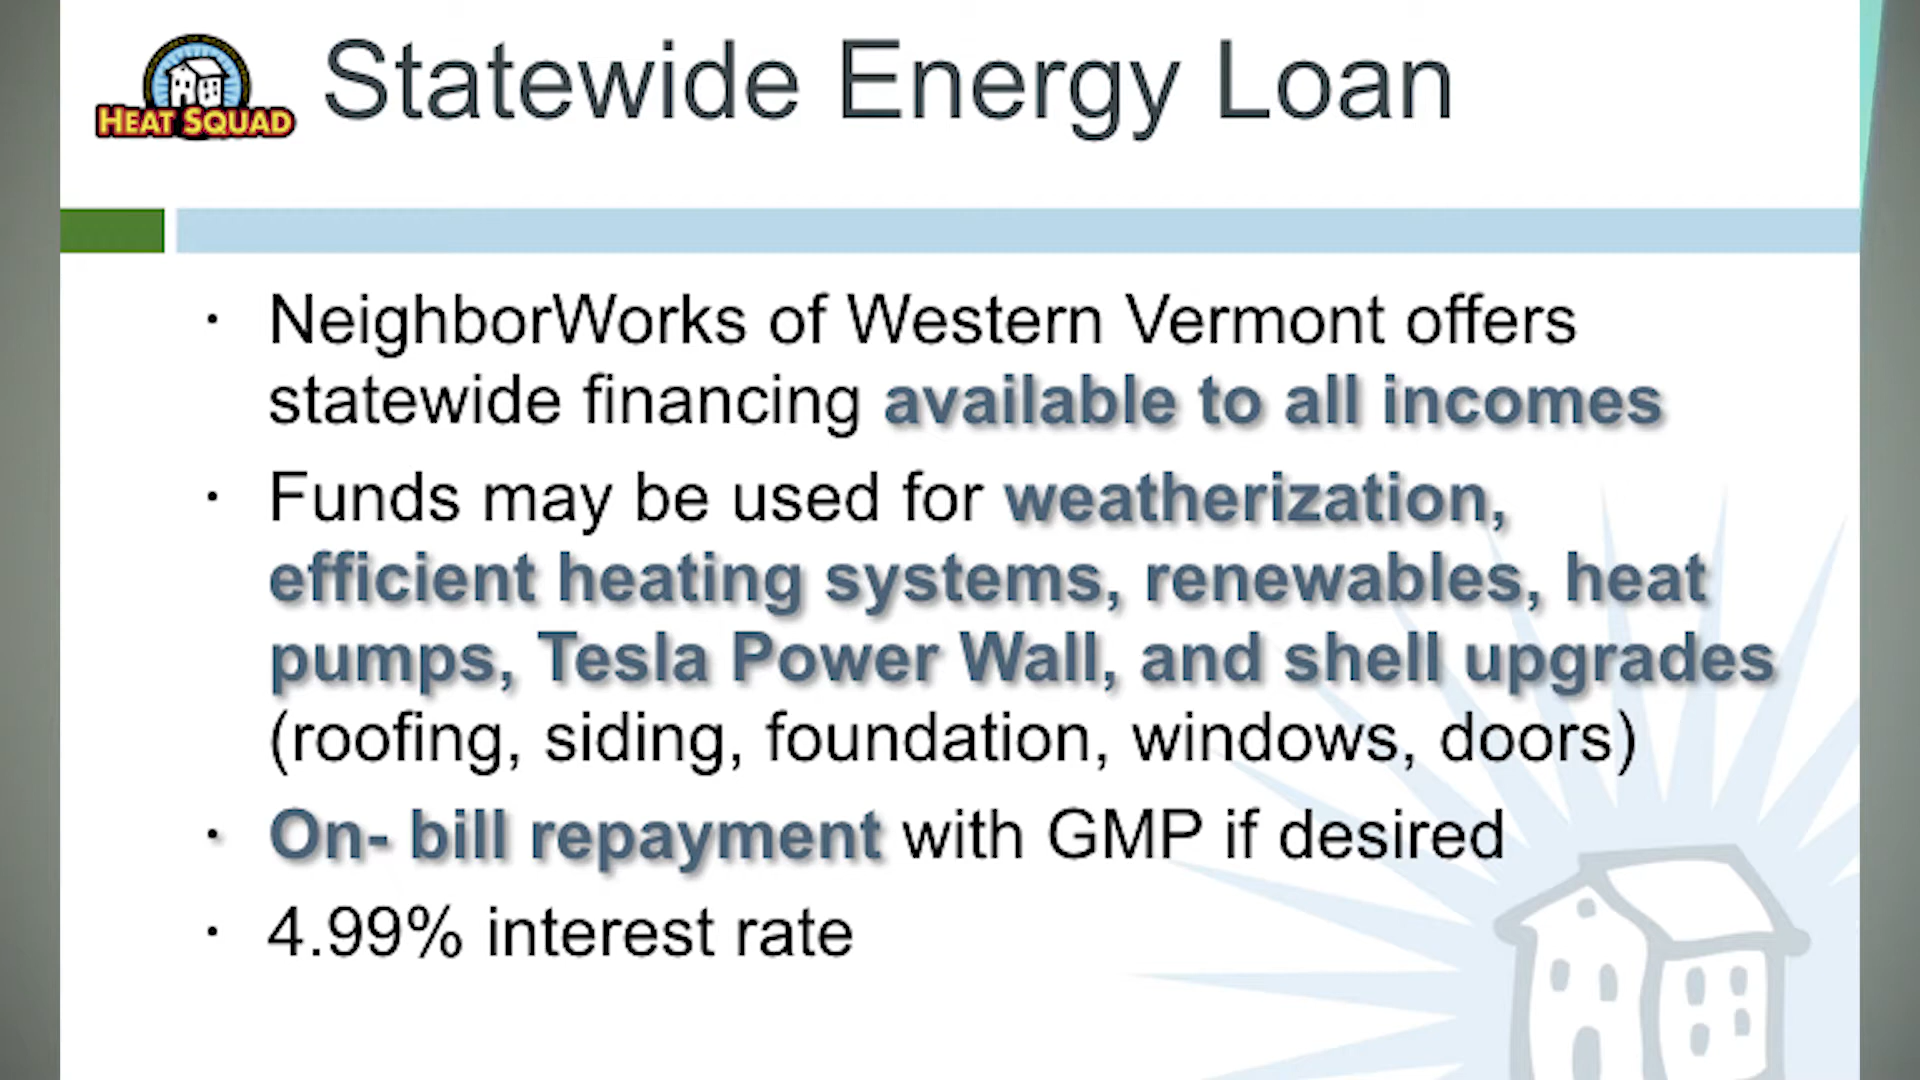 HEAT SQUAD
Statewide Energy Loan
· NeighborWorks of Western Vermont offers
statewide financing available to all incomes
· Funds may be used for weatherization,
efficient heating systems, renewables, heat
pumps, Tesla Power Wall, and shell upgrades
(roofing, siding, foundation, windows, doors)
· On- bill repayment with GMP if desired
· 4.99% interest rate